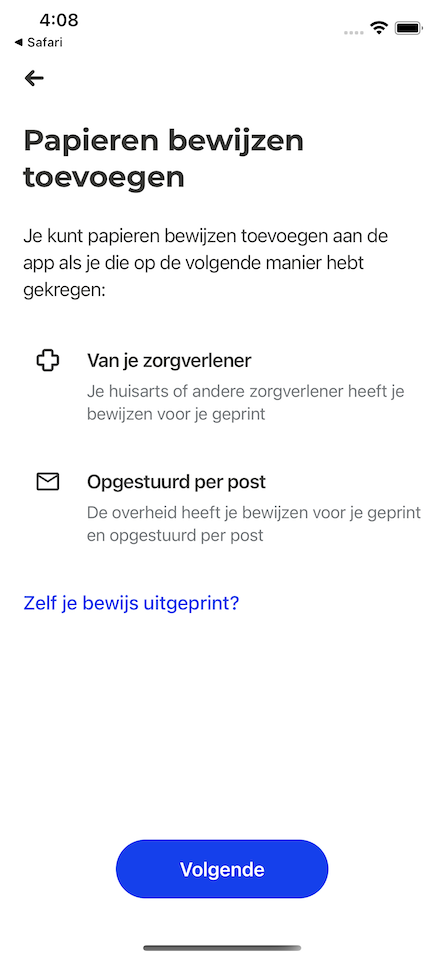 4:08
◀ Safari
Papieren bewijzen
toevoegen
Je kunt papieren bewijzen toevoegen aan de
app als je die op de volgende manier hebt
gekregen:
Van je zorgverlener
Je huisarts of andere zorgverlener heeft je
bewijzen voor je geprint
Opgestuurd per post
De overheid heeft je bewijzen voor je geprint
en opgestuurd per post
Zelf je bewijs uitgeprint?
Volgende